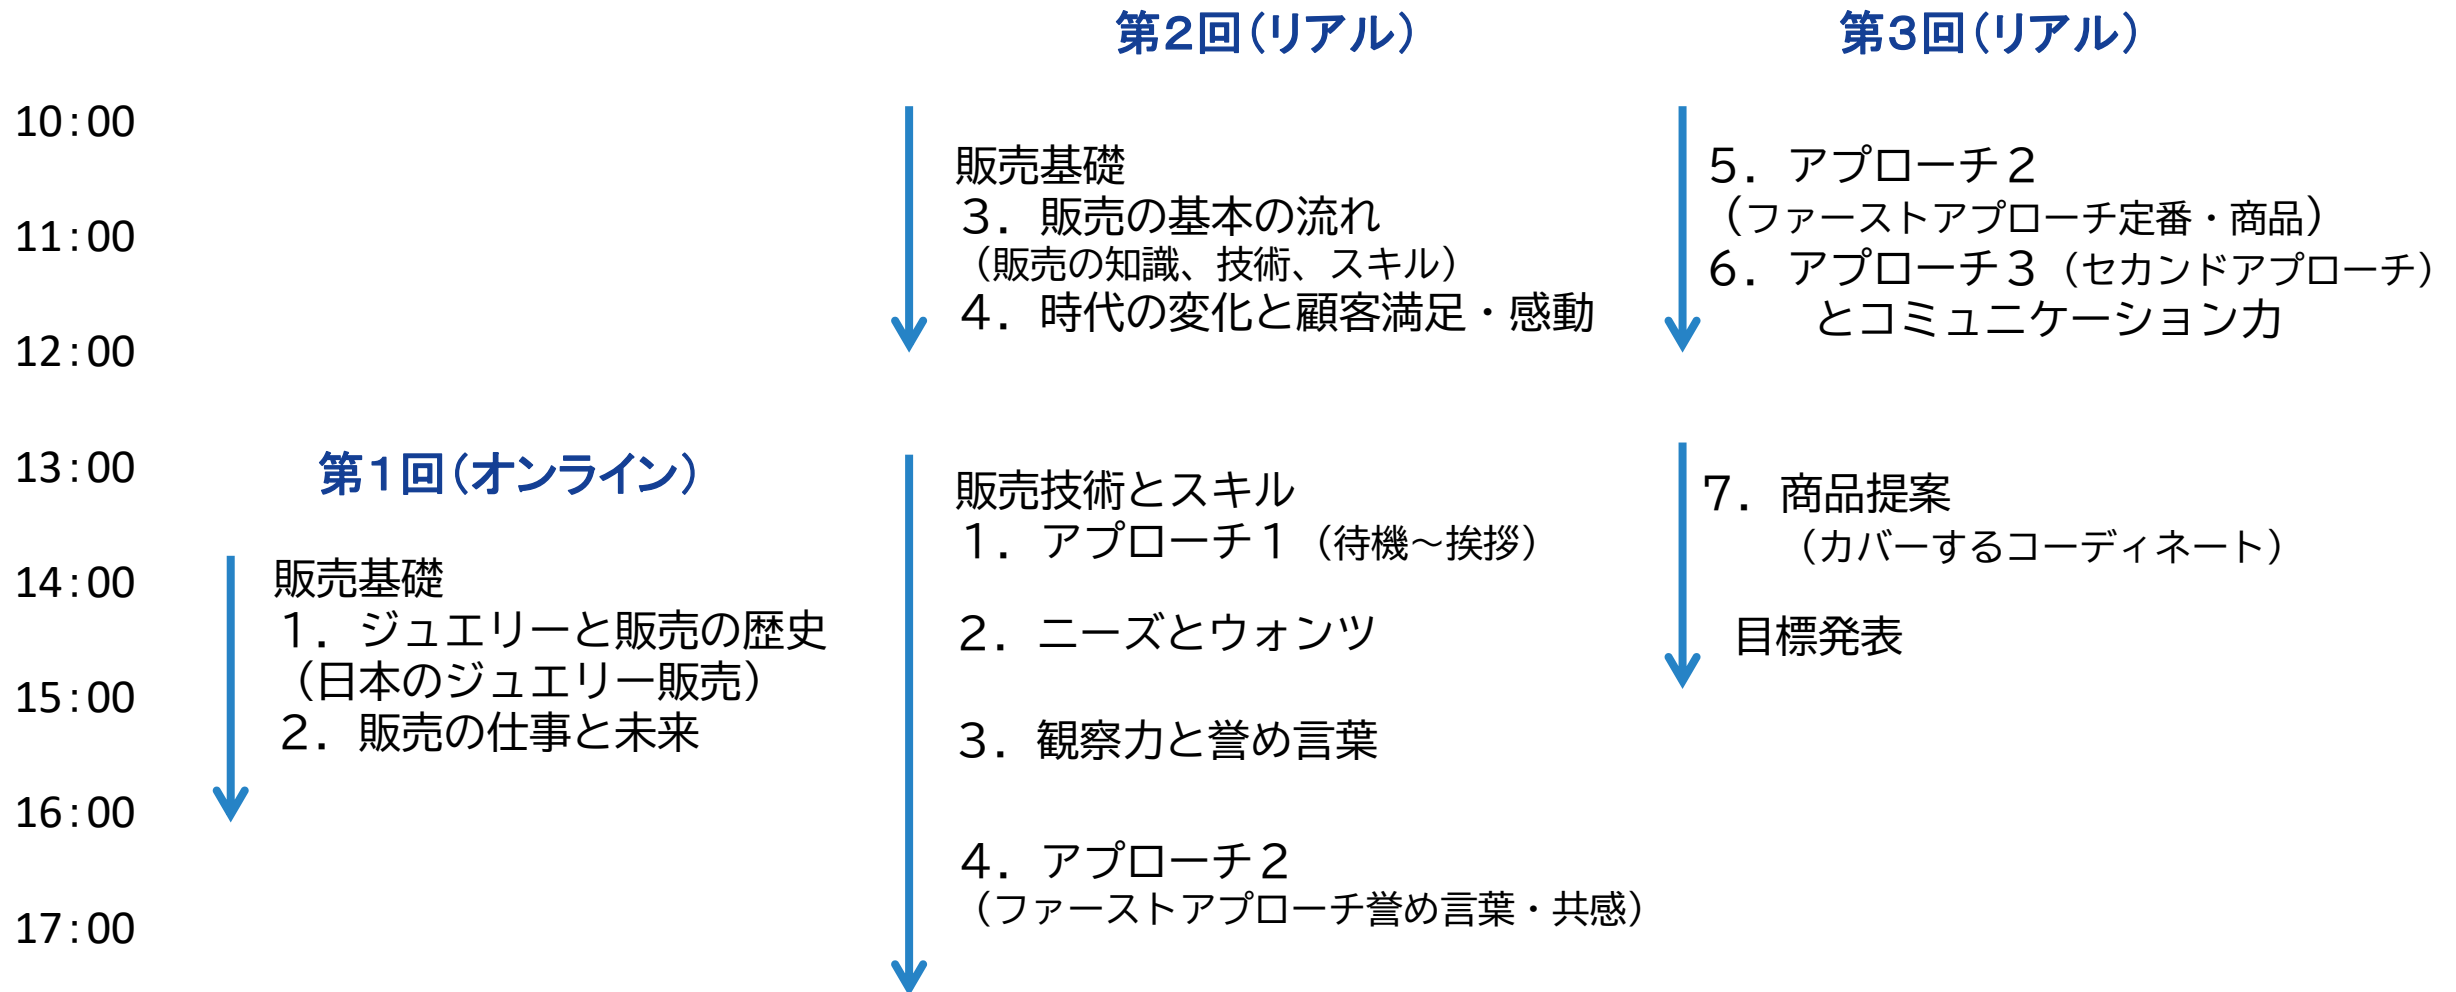 第２回（リアル）
第３回（リアル）
10:00
11:00
12:00
13:00
14:00
15:00
16:00
17:00
第１回（オンライン）
販売基礎
１．ジュエリーと販売の歴史
（日本のジュエリー販売）
２．販売の仕事と未来
販売基礎
３．販売の基本の流れ
（販売の知識、技術、スキル）
４．時代の変化と顧客満足・感動
販売技術とスキル
１．アプローチ１（待機～挨拶）
２．ニーズとウォンツ
３．観察力と誉め言葉
４．アプローチ２
（ファーストアプローチ誉め言葉・共感）
５．アプローチ２
（ファーストアプローチ定番・商品）
６．アプローチ３（セカンドアプローチ）
とコミュニケーション力
７．商品提案
（カバーするコーディネート）
目標発表